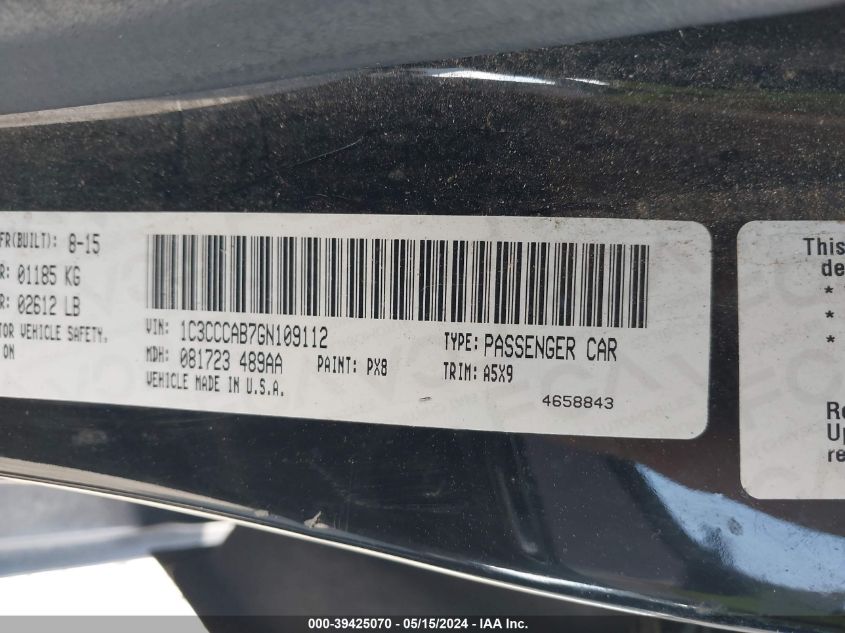 FR(BUILT): 8-15
R: 01185 KG
R: 02612 LB
TOR VEHICLE SAFETY.
ON
VIN: 1C3CCCAB7GN109112
MDH: 081723 489AA PAINT: PX8
VEHICLE MADE IN U.S.A.
TYPE: PASSENGER CAR
TRIM: A5X9
4658843
This
de
*
*
*
Re
Up
re
000-39425070 - 05/15/2024 - IAA Inc.